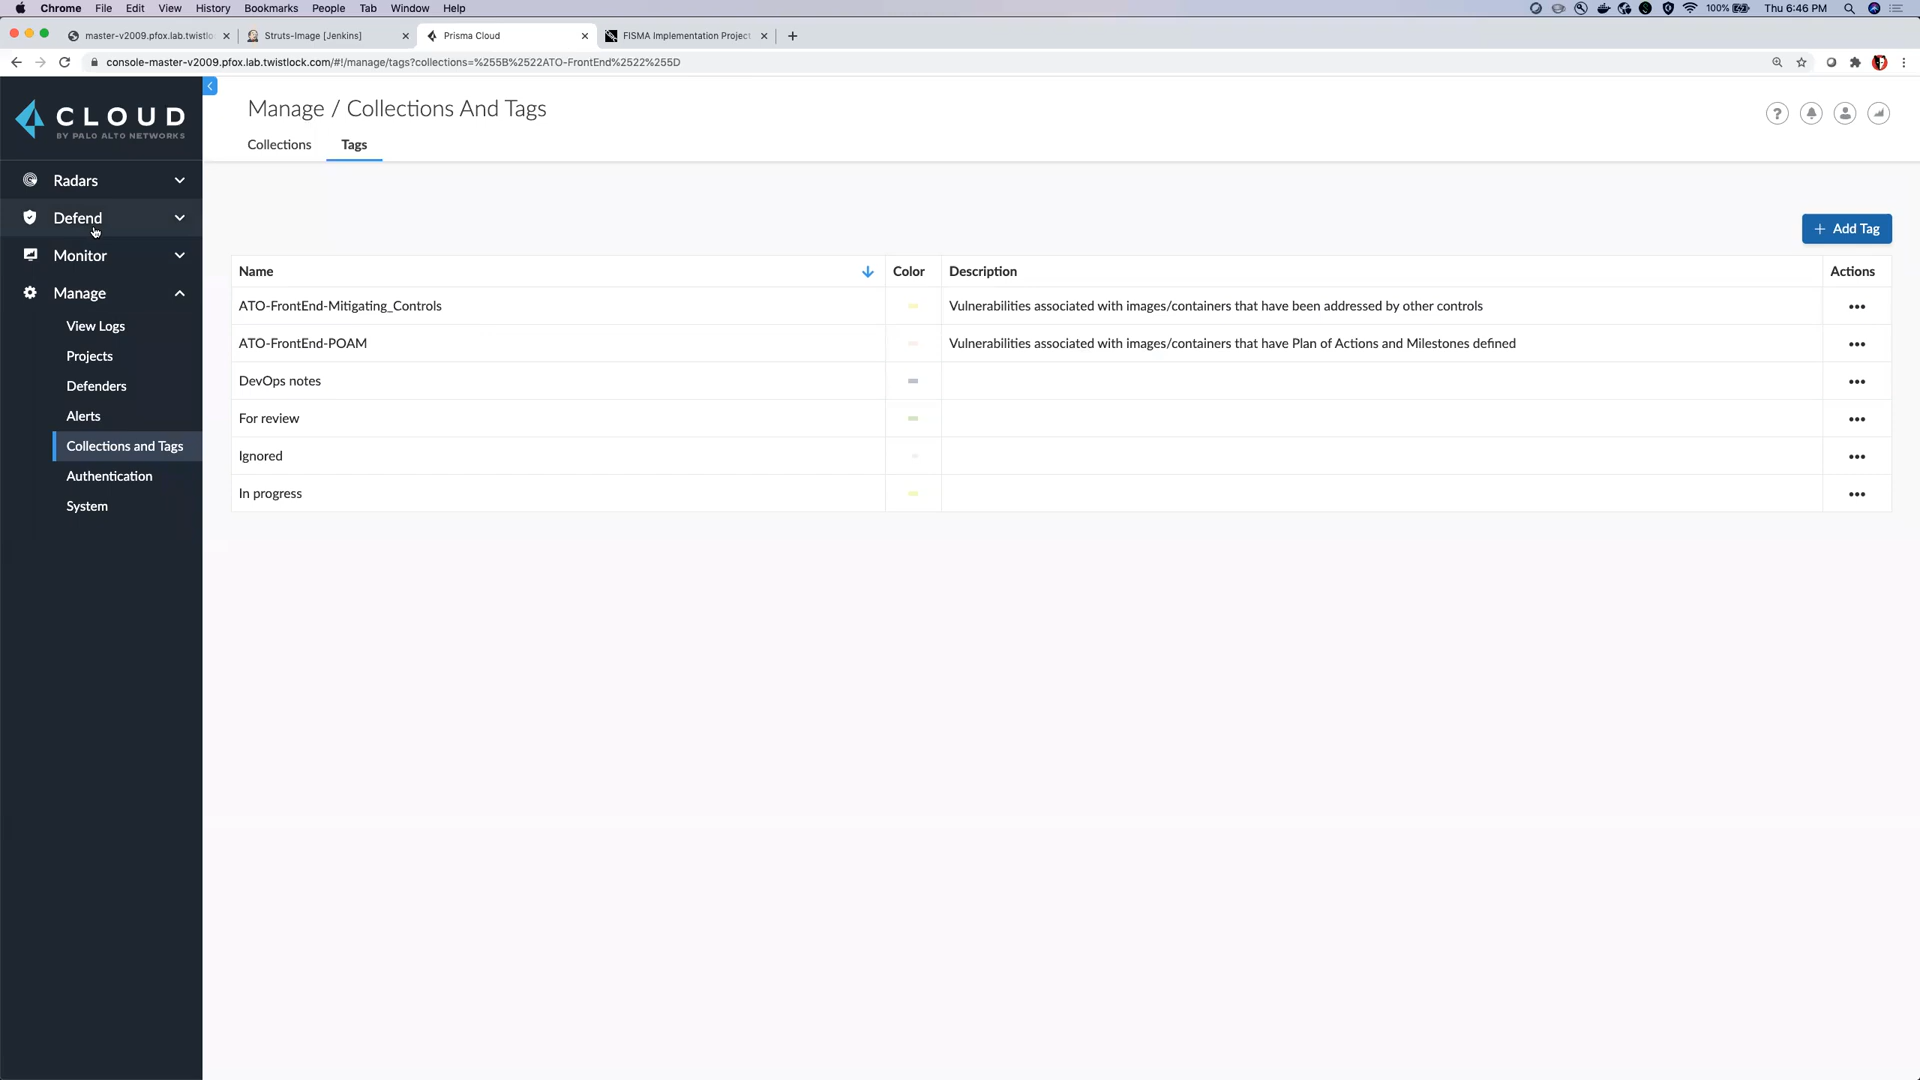 Chrome File Edit View History Bookmarks People Tab Window Help 100% Thu 6:46 PM
master-v2009.pfox.lab.twistlo Struts-Image [Jenkins] Prisma Cloud FISMA Implementation Project
console-master-v2009.pfox.lab.twistlock.com/#!/manage/tags?collections=%255B%2522ATO-FrontEnd%2522%255D
CLOUD
BY PALO ALTO NETWORKS
Manage / Collections And Tags
Collections Tags
Radars
Defend
Monitor
Manage
View Logs
Projects
Defenders
Alerts
Collections and Tags
Authentication
System
+ Add Tag
Name Color Description Actions
ATO-FrontEnd-Mitigating_Controls Vulnerabilities associated with images/containers that have been addressed by other controls
ATO-FrontEnd-POAM Vulnerabilities associated with images/containers that have Plan of Actions and Milestones defined
DevOps notes
For review
Ignored
In progress